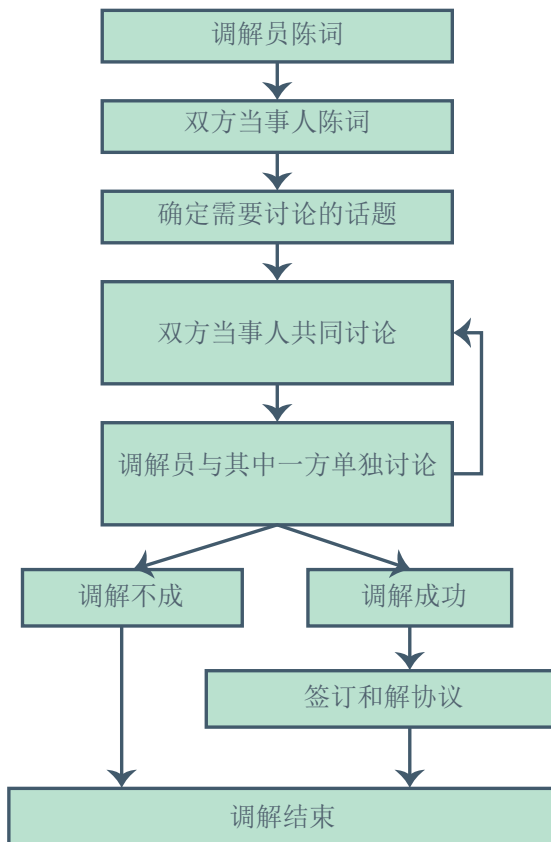 调解员陈词
双方当事人陈词
确定需要讨论的话题
双方当事人共同讨论
调解员与其中一方单独讨论
调解不成
调解成功
签订和解协议
调解结束